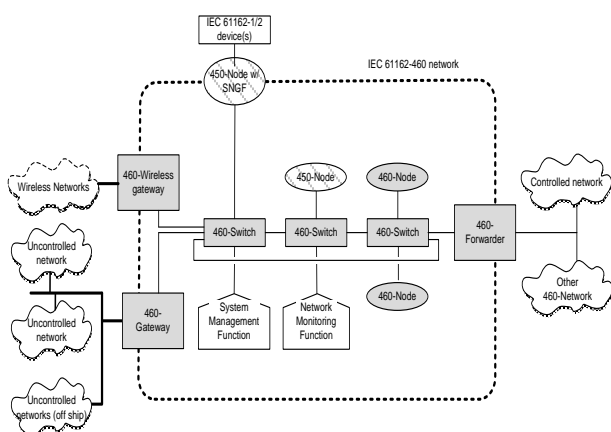 IEC 61162-1/2
device(s)
IEC 61162-460 network
450-Node w/
SNGF
460-Wireless
gateway
Wireless Networks
450-Node
460-Node
Controlled network
Uncontrolled
network
460-Switch
460-Switch
460-Switch
460-
Forwarder
Uncontrolled
network
460-
Gateway
System
Management
Function
Network
Monitoring
Function
460-Node
Other
460-Network
Uncontrolled
networks (off ship)